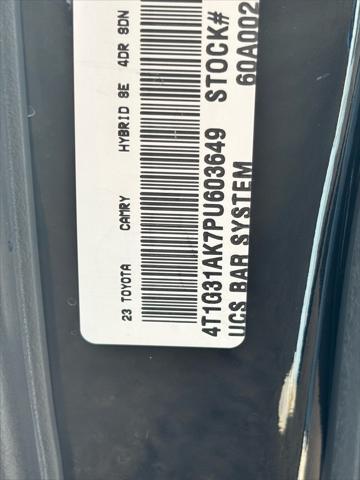 23 TOYOTA CAMRY HYBRID SE 4DR SDN
4T1G31AK7PU603649 STOCK#
UCS BAR SYSTEM 60A002